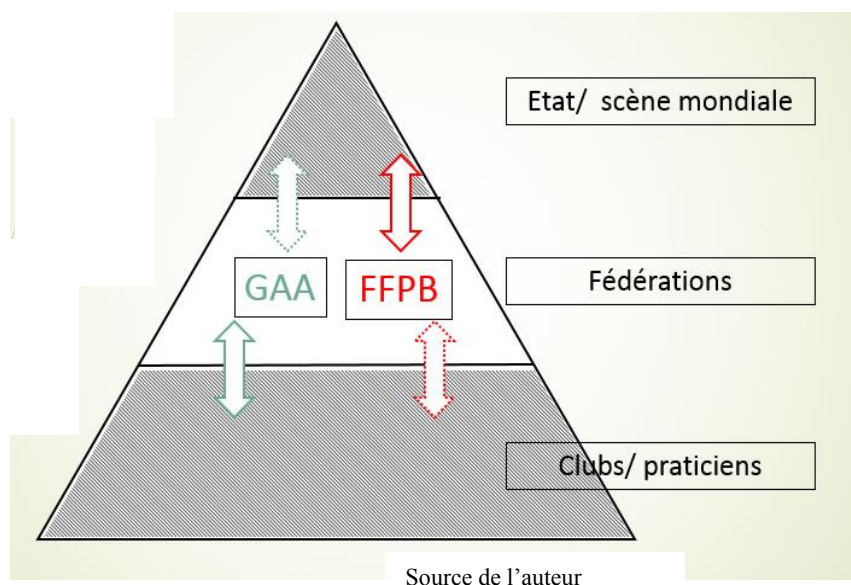 Etat/ scène mondiale
GAA
FFPB
Fédérations
Clubs/ praticiens
Source de l’auteur